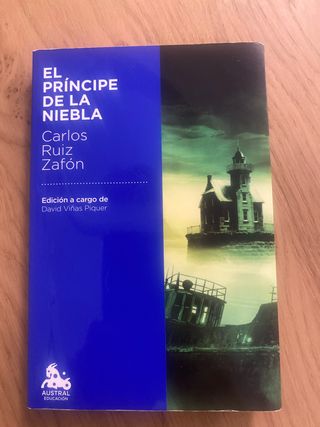 EL
PRÍNCIPE
DE LA
NIEBLA
Carlos
Ruiz
Zafón
Edición a cargo de
David Viñas Piquer
AUSTRAL
EDUCACIÓN